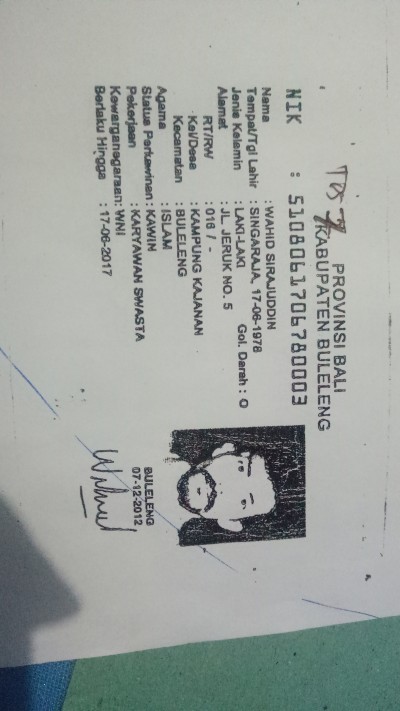 TPS 7
PROVINSI BALI
KABUPATEN BULELENG
NIK : 5108061706780003
Nama : WAHID SIRAJUDDIN
Tempat/Tgl Lahir : SINGARAJA, 17-06-1978
Jenis Kelamin : LAKI-LAKI Gol. Darah : O
Alamat : JL. JERUK NO. 5
RT/RW : 016 / -
Kel/Desa : KAMPUNG KAJANAN
Kecamatan : BULELENG
Agama : ISLAM
Status Perkawinan : KAWIN
Pekerjaan : KARYAWAN SWASTA
Kewarganegaraan : WNI
Berlaku Hingga : 17-06-2017
BULELENG
07-12-2012